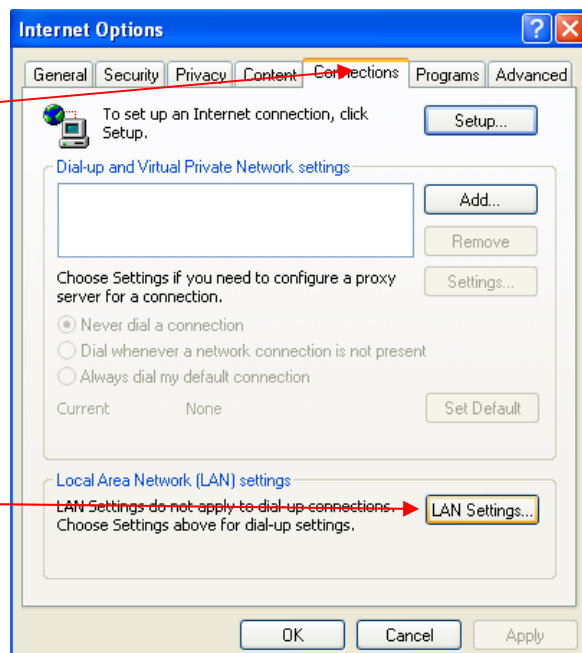 Internet Options
General Security Privacy Content Connections Programs Advanced
To set up an Internet connection, click
Setup.
Setup...
Dial-up and Virtual Private Network settings
Add...
Remove
Choose Settings if you need to configure a proxy
server for a connection.
Settings...
Never dial a connection
Dial whenever a network connection is not present
Always dial my default connection
Current None
Set Default
Local Area Network (LAN) settings
LAN Settings do not apply to dial-up connections.
Choose Settings above for dial-up settings.
LAN Settings...
OK Cancel Apply